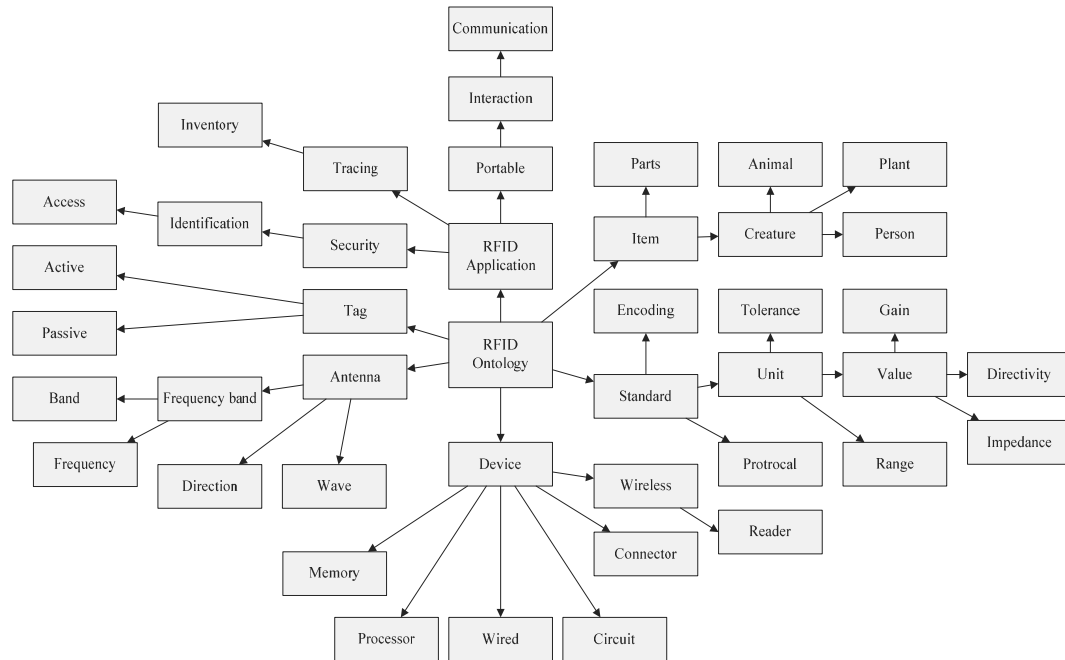 Communication
Interaction
Inventory
Tracing
Portable
Parts
Animal
Plant
Access
Identification
Security
RFID
Application
Item
Creature
Person
Active
Tag
Encoding
Tolerance
Gain
Passive
RFID
Ontology
Antenna
Unit
Value
Directivity
Band
Frequency band
Standard
Frequency
Direction
Wave
Device
Wireless
Protrocal
Range
Impedance
Reader
Connector
Memory
Processor
Wired
Circuit